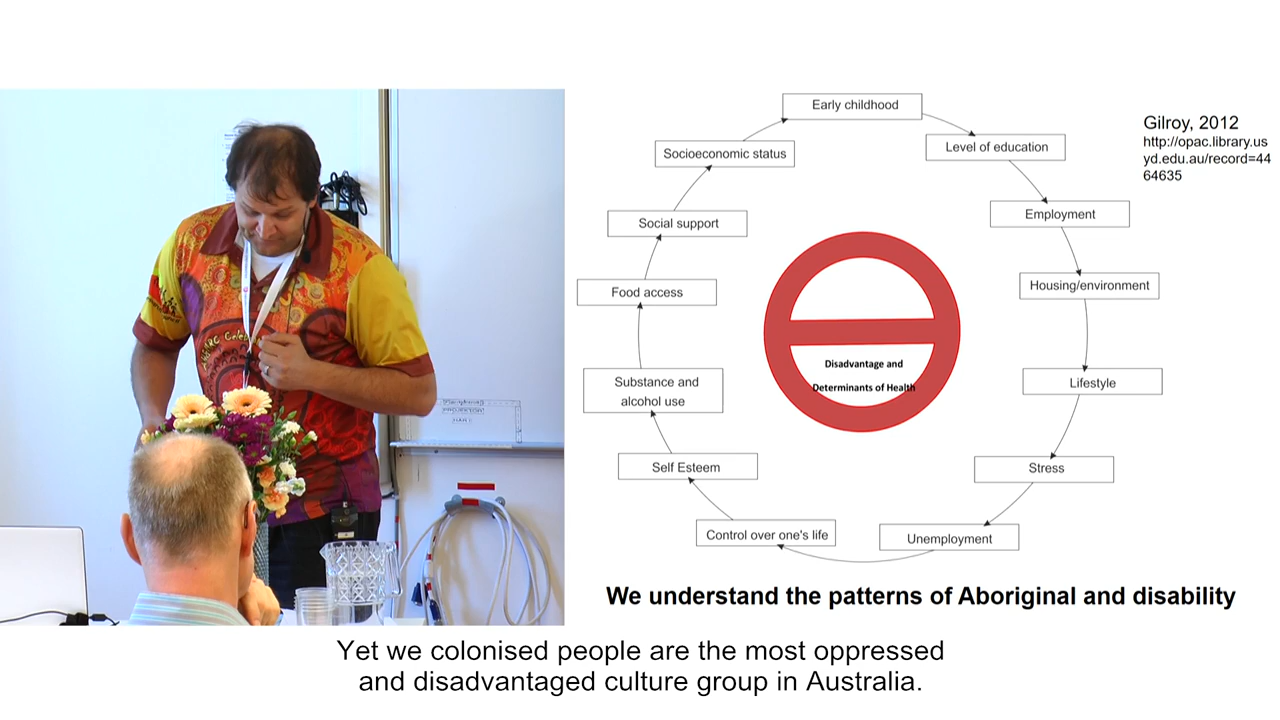 Early childhood
Level of education
Employment
Housing/environment
Lifestyle
Stress
Unemployment
Control over one's life
Self Esteem
Substance and
alcohol use
Food access
Social support
Socioeconomic status
Gilroy, 2012
http://opac.library.us
yd.edu.au/record=44
64635
Disadvantage and
Determinants of Health
We understand the patterns of Aboriginal and disability
Yet we colonised people are the most oppressed
and disadvantaged culture group in Australia.